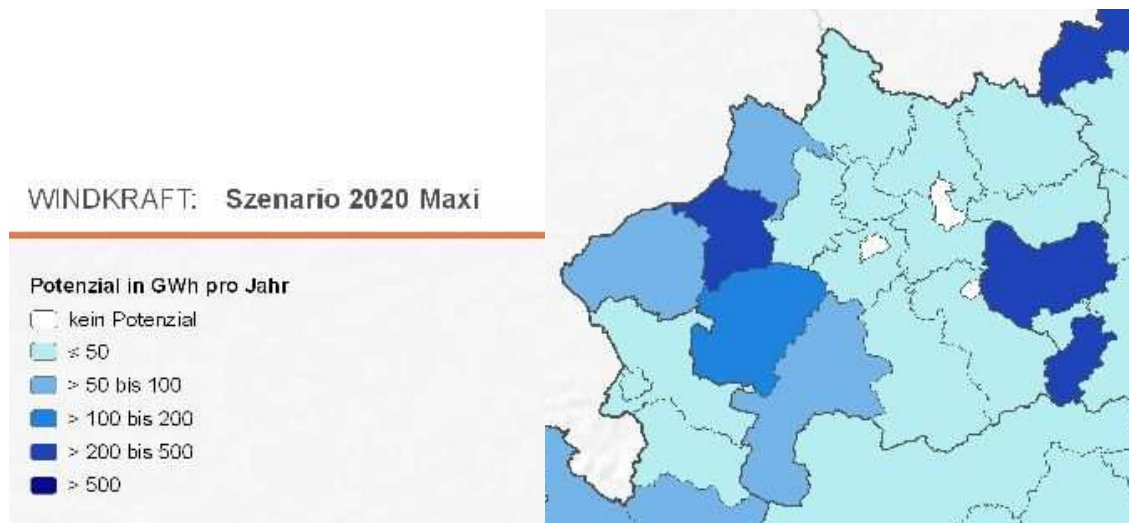 WINDKRAFT: Szenario 2020 Maxi
Potenzial in GWh pro Jahr
kein Potenzial
≤ 50
> 50 bis 100
> 100 bis 200
> 200 bis 500
> 500